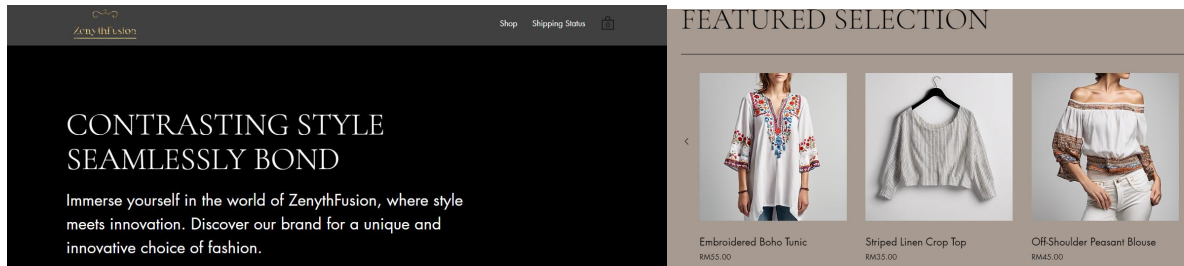 ZenythFusion
Shop
Shipping Status
0
CONTRASTING STYLE
SEAMLESSLY BOND
Immerse yourself in the world of ZenythFusion, where style
meets innovation. Discover our brand for a unique and
innovative choice of fashion.
FEATURED SELECTION
Embroidered Boho Tunic
RM55.00
Striped Linen Crop Top
RM35.00
Off-Shoulder Peasant Blouse
RM45.00